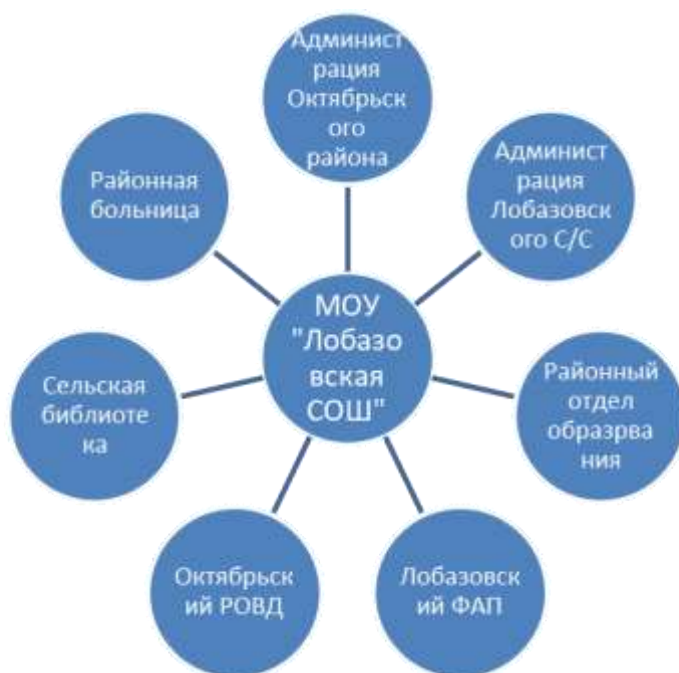 Админист
рация
Октябрьск
ого
района
Админист
рация
Лобазовск
ого С/С
Районный
отдел
образрва
ния
Лобазовск
ий ФАП
Октябрьск
ий РОВД
Сельская
библиоте
ка
Районная
больница
МОУ
"Лобазо
вская
СОШ"